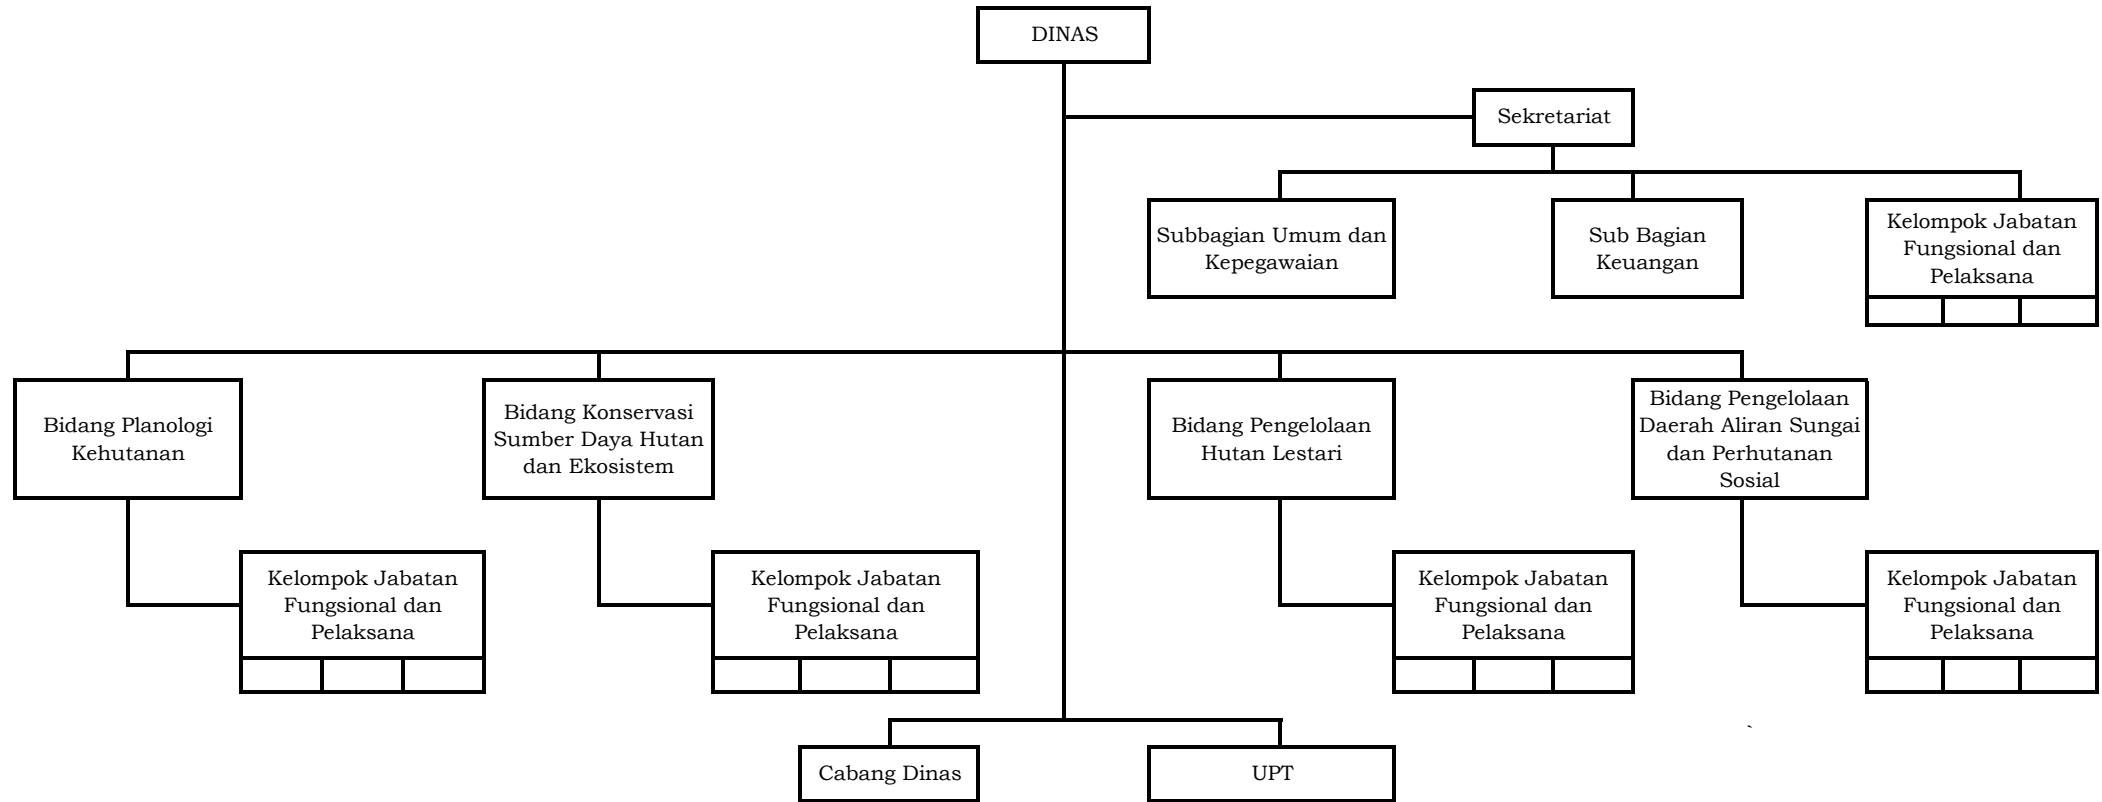 DINAS
Sekretariat
Subbagian Umum dan
Kepegawaian
Sub Bagian
Keuangan
Kelompok Jabatan
Fungsional dan
Pelaksana
Bidang Planologi
Kehutanan
Bidang Konservasi
Sumber Daya Hutan
dan Ekosistem
Bidang Pengelolaan
Hutan Lestari
Bidang Pengelolaan
Daerah Aliran Sungai
dan Perhutanan
Sosial
Kelompok Jabatan
Fungsional dan
Pelaksana
Kelompok Jabatan
Fungsional dan
Pelaksana
Kelompok Jabatan
Fungsional dan
Pelaksana
Kelompok Jabatan
Fungsional dan
Pelaksana
`
Cabang Dinas
UPT